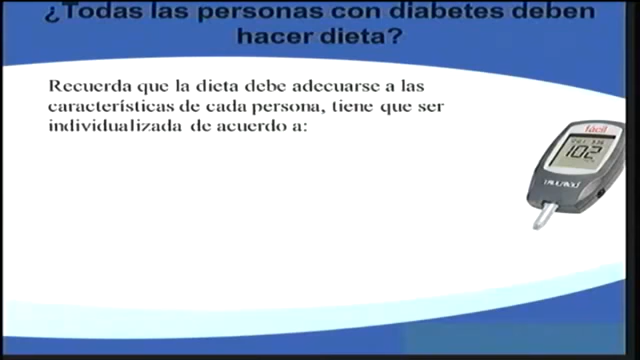 ¿Todas las personas con diabetes deben
hacer dieta?
Recuerda que la dieta debe adecuarse a las
características de cada persona, tiene que ser
individualizada de acuerdo a:
fácil
102